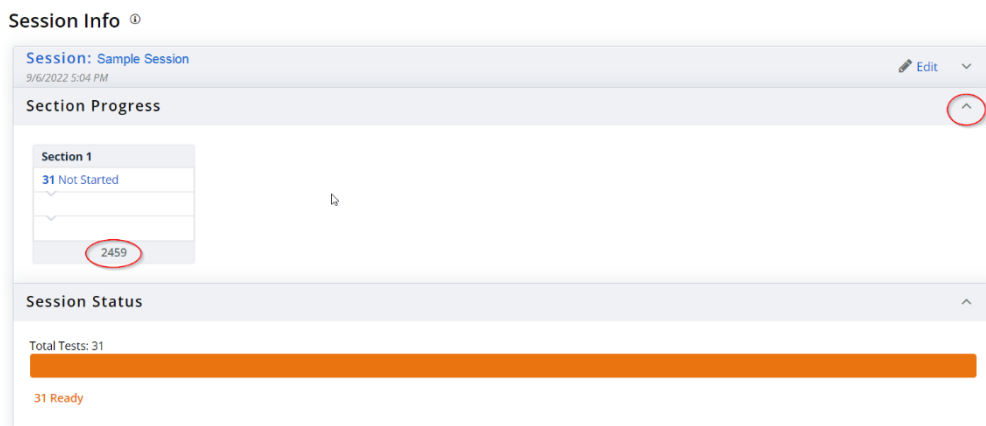 Session Info
Session: Sample Session
Edit
9/6/2022 5:04 PM
Section Progress
Section 1
31 Not Started
2459
Session Status
Total Tests: 31
31 Ready